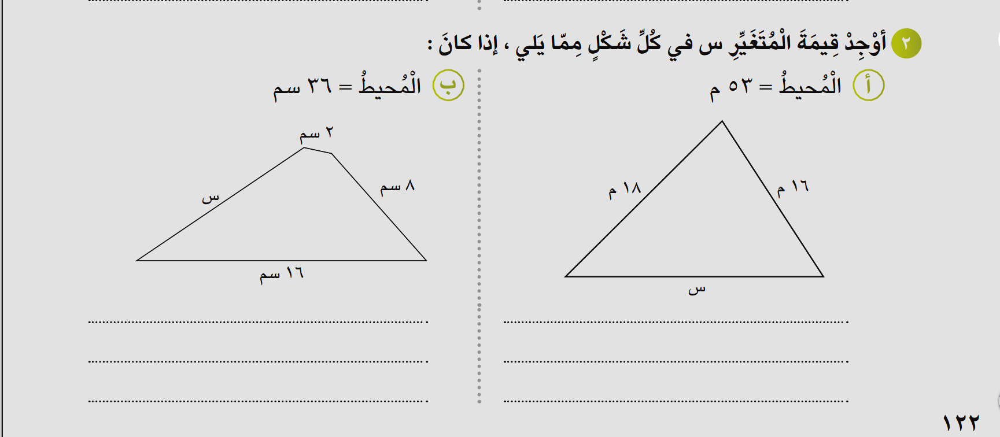 ٢ أوْجِدْ قِيمَةَ الْمُتَغَيِّرِ س في كُلِّ شَكْلٍ مِمّا يَلي ، إذا كانَ :
أ الْمُحيطُ = ٥٣ م
١٨ م
١٦ م
س
ب الْمُحيطُ = ٣٦ سم
٢ سم
٨ سم
س
١٦ سم
١٢٢